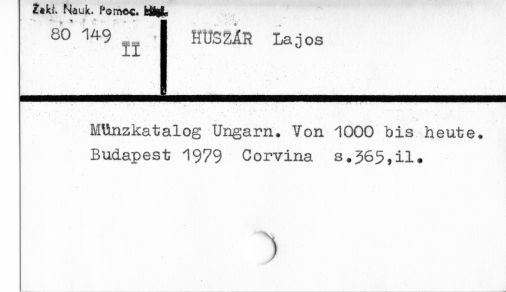 Zakł. Nauk. Pomoc.
80 149
II
HUSZÁR Lajos
Münzkatalog Ungarn. Von 1000 bis heute.
Budapest 1979 Corvina s.365,il.